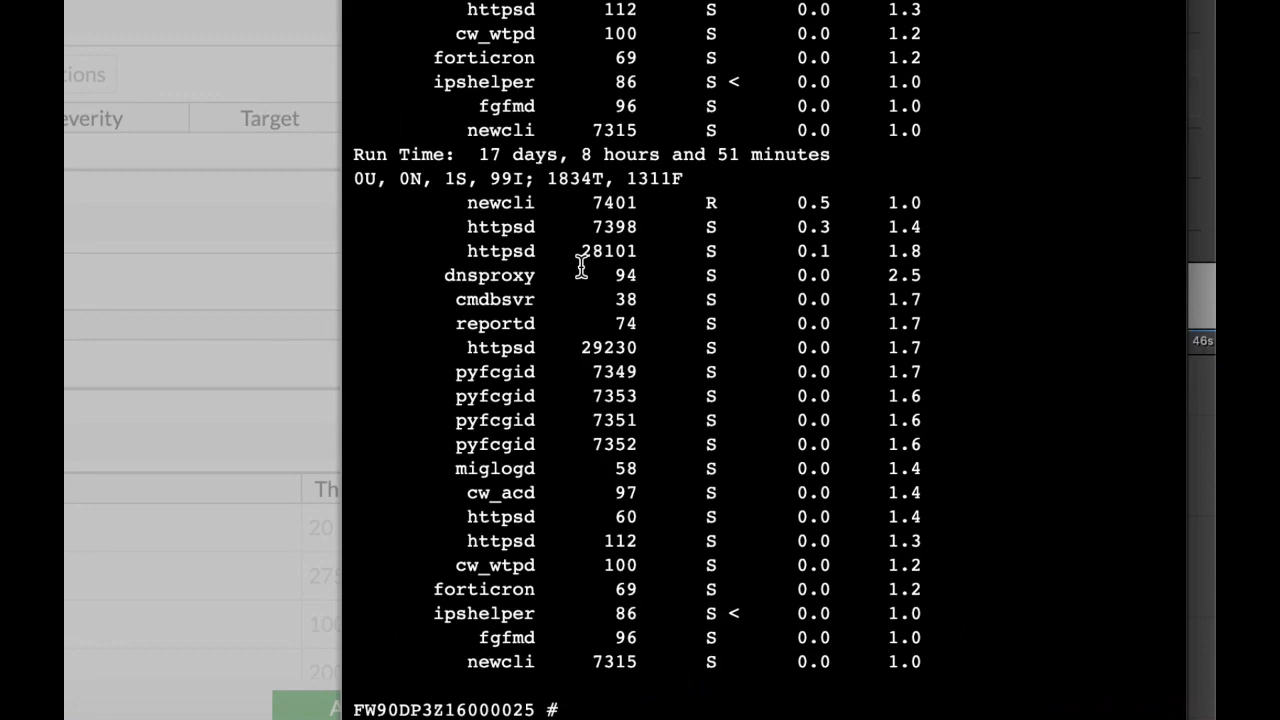 httpsd 112 S 0.0 1.3
cw_wtpd 100 S 0.0 1.2
forticron 69 S 0.0 1.2
ipshelper 86 S < 0.0 1.0
fgfmd 96 S 0.0 1.0
newcli 7315 S 0.0 1.0
Run Time:  17 days, 8 hours and 51 minutes
0U, 0N, 1S, 99I; 1834T, 1311F
newcli 7401 R 0.5 1.0
httpsd 7398 S 0.3 1.4
httpsd 28101 S 0.1 1.8
dnsproxy 94 S 0.0 2.5
cmdbsvr 38 S 0.0 1.7
reportd 74 S 0.0 1.7
httpsd 29230 S 0.0 1.7
pyfcgid 7349 S 0.0 1.7
pyfcgid 7353 S 0.0 1.6
pyfcgid 7351 S 0.0 1.6
pyfcgid 7352 S 0.0 1.6
miglogd 58 S 0.0 1.4
cw_acd 97 S 0.0 1.4
httpsd 60 S 0.0 1.4
httpsd 112 S 0.0 1.3
cw_wtpd 100 S 0.0 1.2
forticron 69 S 0.0 1.2
ipshelper 86 S < 0.0 1.0
fgfmd 96 S 0.0 1.0
newcli 7315 S 0.0 1.0
FW90DP3Z16000025 #
tions
everity Target
Th
20
275
100
200
A
46s